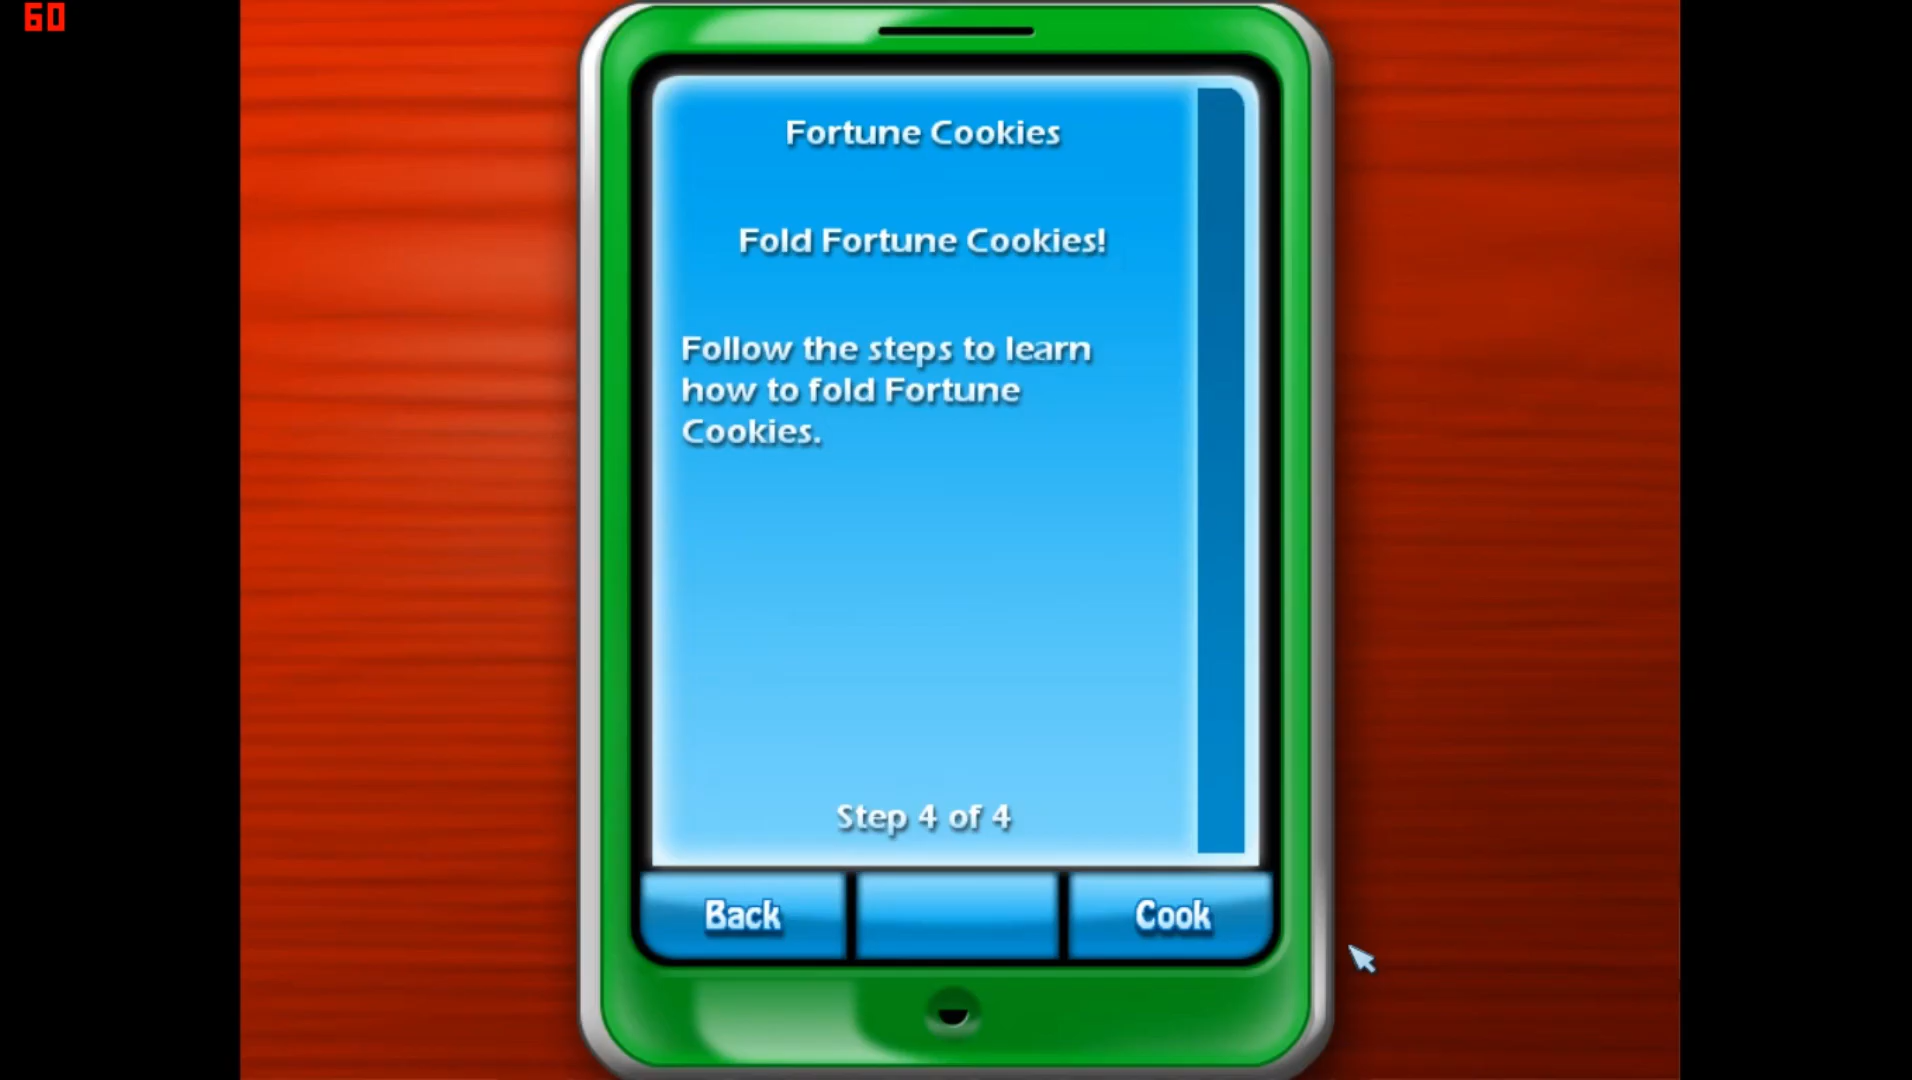 60
Fortune Cookies
Fold Fortune Cookies!
Follow the steps to learn
how to fold Fortune
Cookies.
Step 4 of 4
Back
Cook